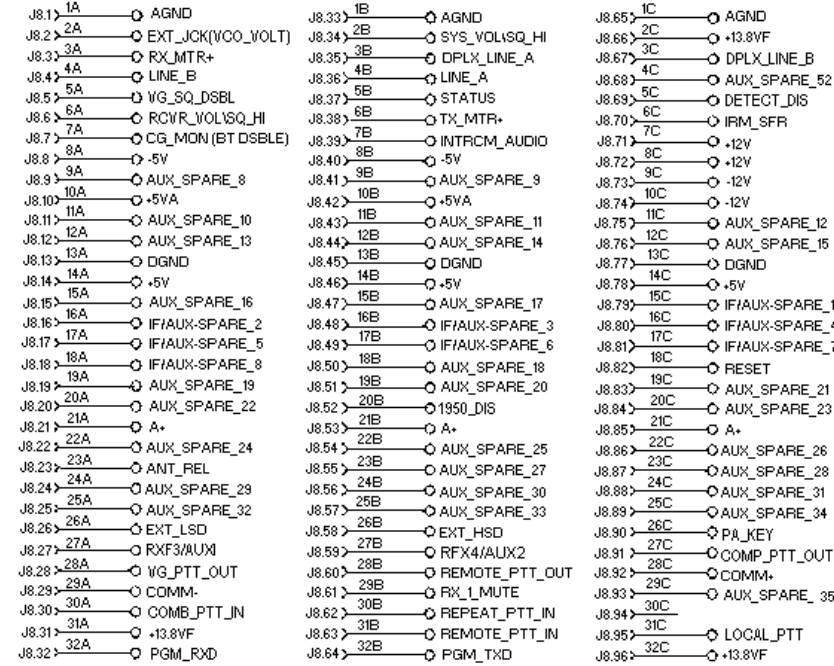 J8.1 1A AGND
J8.2 2A EXT_JCK(VCO_VOLT)
J8.3 3A RX_MTR+
J8.4 4A LINE_B
J8.5 5A VG_SQ_DSBL
J8.6 6A RCVR_VOL\SQ_HI
J8.7 7A CG_MON (BT DSBLE)
J8.8 8A -5V
J8.9 9A AUX_SPARE_8
J8.10 10A +5VA
J8.11 11A AUX_SPARE_10
J8.12 12A AUX_SPARE_13
J8.13 13A DGND
J8.14 14A +5V
J8.15 15A AUX_SPARE_16
J8.16 16A IF/AUX-SPARE_2
J8.17 17A IF/AUX-SPARE_5
J8.18 18A IF/AUX-SPARE_8
J8.19 19A AUX_SPARE_19
J8.20 20A AUX_SPARE_22
J8.21 21A A+
J8.22 22A AUX_SPARE_24
J8.23 23A ANT_REL
J8.24 24A AUX_SPARE_29
J8.25 25A AUX_SPARE_32
J8.26 26A EXT_LSD
J8.27 27A
J8.28 28A VG_PTT_OUT
J8.29 29A COMM-
J8.30 30A COMB_PTT_IN
J8.31 31A +13.8VF
J8.32 32A PGM_RXD
J8.33 1B AGND
J8.34 2B SYS_VOL\SQ_HI
J8.35 3B DPLX_LINE_A
J8.36 4B LINE_A
J8.37 5B STATUS
J8.38 6B TX_MTR+
J8.39 7B INTRCM_AUDIO
J8.40 8B -5V
J8.41 9B AUX_SPARE_9
J8.42 10B +5VA
J8.43 11B AUX_SPARE_11
J8.44 12B AUX_SPARE_14
J8.45 13B DGND
J8.46 14B +5V
J8.47 15B AUX_SPARE_17
J8.48 16B IF/AUX-SPARE_3
J8.49 17B IF/AUX-SPARE_6
J8.50 18B AUX_SPARE_18
J8.51 19B AUX_SPARE_20
J8.52 20B 1950_DIS
J8.53 21B A+
J8.54 22B AUX_SPARE_25
J8.55 23B AUX_SPARE_27
J8.56 24B AUX_SPARE_30
J8.57 25B AUX_SPARE_33
J8.58 26B EXT_HSD
J8.59 27B RFX4/AUX2
J8.60 28B REMOTE_PTT_OUT
J8.61 29B RX_1_MUTE
J8.62 30B REPEAT_PTT_IN
J8.63 31B REMOTE_PTT_IN
J8.64 32B PGM_TXD
J8.65 1C AGND
J8.66 2C +13.8VF
J8.67 3C DPLX_LINE_B
J8.68 4C AUX_SPARE_52
J8.69 5C DETECT_DIS
J8.70 6C IRM_SFR
J8.71 7C +12V
J8.72 8C +12V
J8.73 9C -12V
J8.74 10C -12V
J8.75 11C AUX_SPARE_12
J8.76 12C AUX_SPARE_15
J8.77 13C DGND
J8.78 14C +5V
J8.79 15C IF/AUX-SPARE_1
J8.80 16C IF/AUX-SPARE_4
J8.81 17C IF/AUX-SPARE_7
J8.82 18C RESET
J8.83 19C AUX_SPARE_21
J8.84 20C AUX_SPARE_23
J8.85 21C A+
J8.86 22C AUX_SPARE_26
J8.87 23C AUX_SPARE_28
J8.88 24C AUX_SPARE_31
J8.89 25C AUX_SPARE_34
J8.90 26C PA_KEY
J8.91 27C COMP_PTT_OUT
J8.92 28C COMM+
J8.93 29C AUX_SPARE_ 35
J8.94 30C
J8.95 31C LOCAL_PTT
J8.96 32C +13.8VF